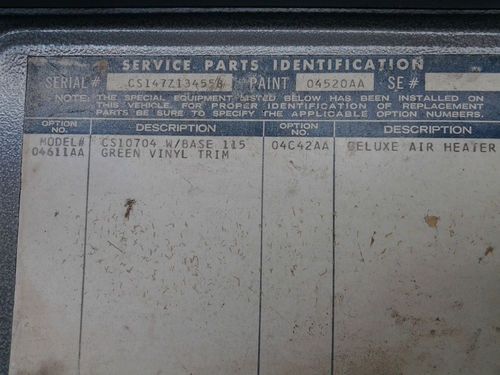 SERVICE PARTS IDENTIFICATION
SERIAL # CS147Z134558 PAINT 04520AA SE #
NOTE: THE SPECIAL EQUIPMENT LISTED BELOW HAS BEEN INSTALLED ON
THIS VEHICLE. FOR PROPER IDENTIFICATION OF REPLACEMENT
PARTS BE SURE TO SPECIFY THE APPLICABLE OPTION NUMBERS.
OPTION NO. DESCRIPTION OPTION NO. DESCRIPTION
MODEL# CS10704 W/BASE 115 04C42AA DELUXE AIR HEATER
04611AA GREEN VINYL TRIM